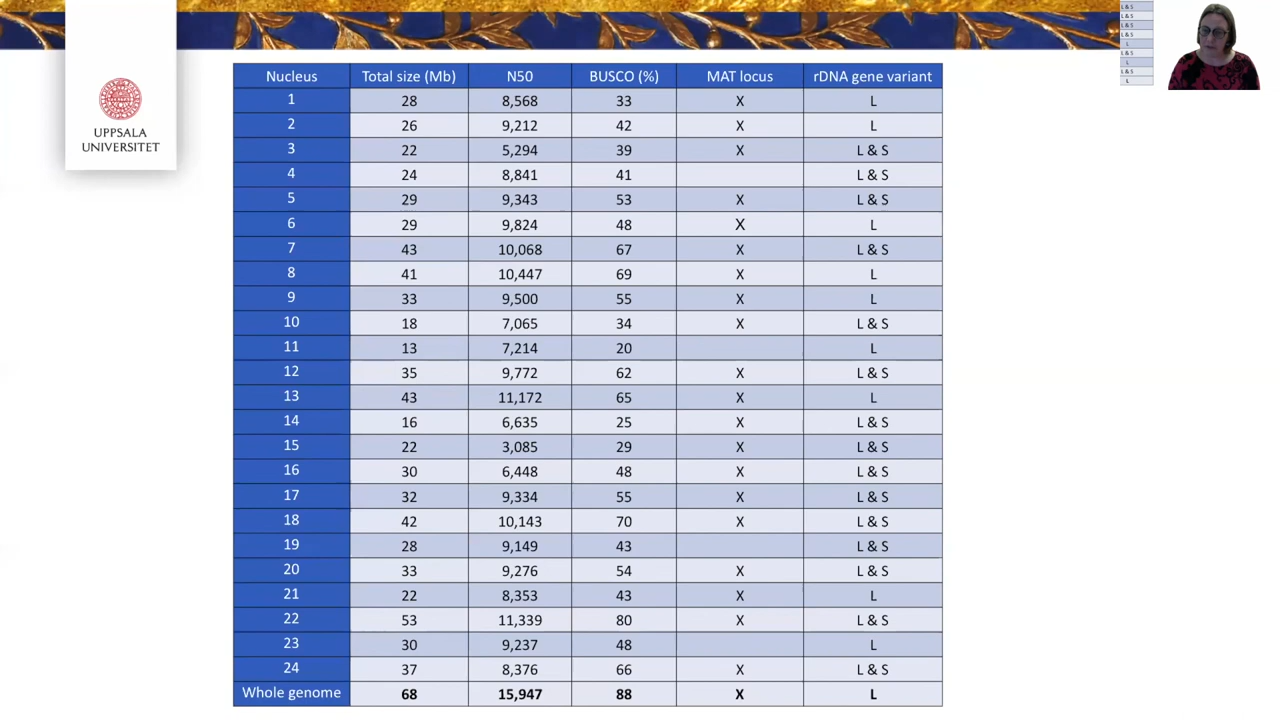 UPPSALA
UNIVERSITET
Nucleus Total size (Mb) N50 BUSCO (%) MAT locus rDNA gene variant
1 28 8,568 33 X L
2 26 9,212 42 X L
3 22 5,294 39 X L & S
4 24 8,841 41 L & S
5 29 9,343 53 X L & S
6 29 9,824 48 X L
7 43 10,068 67 X L & S
8 41 10,447 69 X L
9 33 9,500 55 X L
10 18 7,065 34 X L & S
11 13 7,214 20 L
12 35 9,772 62 X L & S
13 43 11,172 65 X L
14 16 6,635 25 X L & S
15 22 3,085 29 X L & S
16 30 6,448 48 X L & S
17 32 9,334 55 X L & S
18 42 10,143 70 X L & S
19 28 9,149 43 L & S
20 33 9,276 54 X L & S
21 22 8,353 43 X L
22 53 11,339 80 X L & S
23 30 9,237 48 L
24 37 8,376 66 X L & S
Whole genome 68 15,947 88 X L
L & S
L & S
L & S
L & S
L
L & S
L
L & S
L